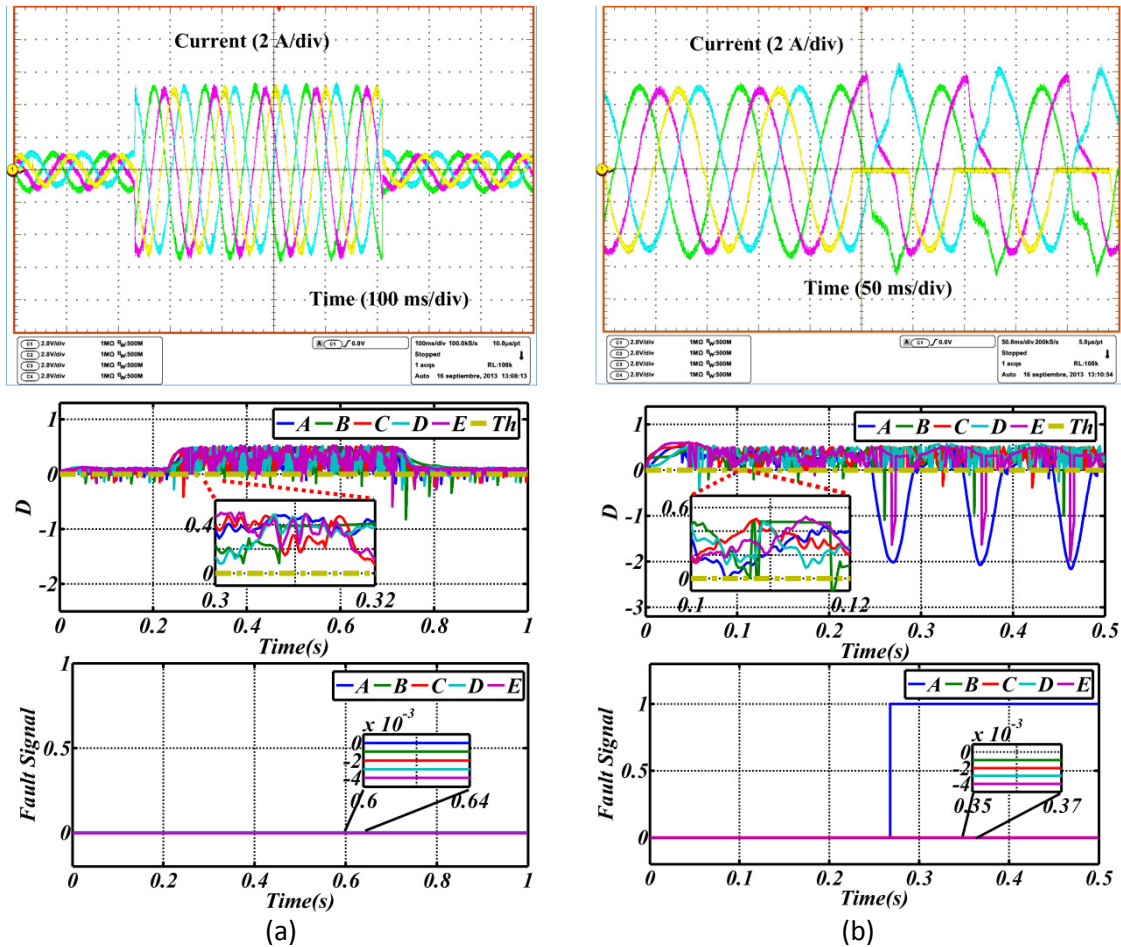 Current (2 A/div)
Time (100 ms/div)
C1 2.0V/div 1MΩ BW:500M
C2 2.0V/div 1MΩ BW:500M
C3 2.0V/div 1MΩ BW:500M
C4 2.0V/div 1MΩ BW:500M
A C1 0.0V
100ms/div 100.0kS/s 10.0µs/pt
Stopped
1 acqs RL:100k
Auto 16 septiembre, 2013 13:08:13
Current (2 A/div)
Time (50 ms/div)
C1 2.0V/div 1MΩ BW:500M
C2 2.0V/div 1MΩ BW:500M
C3 2.0V/div 1MΩ BW:500M
C4 2.0V/div 1MΩ BW:500M
A C1 0.0V
50.0ms/div 200kS/s 5.0µs/pt
Stopped
1 acqs RL:100k
Auto 16 septiembre, 2013 13:10:54
A B C D E Th
D
1
0
-1
-2
0.4
0
0.3 0.32
0 0.2 0.4 0.6 0.8 1
Time(s)
A B C D E Th
D
1
0
-1
-2
-3
0.6
0
0.1 0.12
0 0.1 0.2 0.3 0.4 0.5
Time(s)
A B C D E
Fault Signal
1
0.5
0
x 10-3
0
-2
-4
0.6 0.64
0 0.2 0.4 0.6 0.8 1
Time(s)
A B C D E
Fault Signal
1
0.5
0
x 10-3
0
-2
-4
0.35 0.37
0 0.1 0.2 0.3 0.4 0.5
Time(s)
(a) (b)